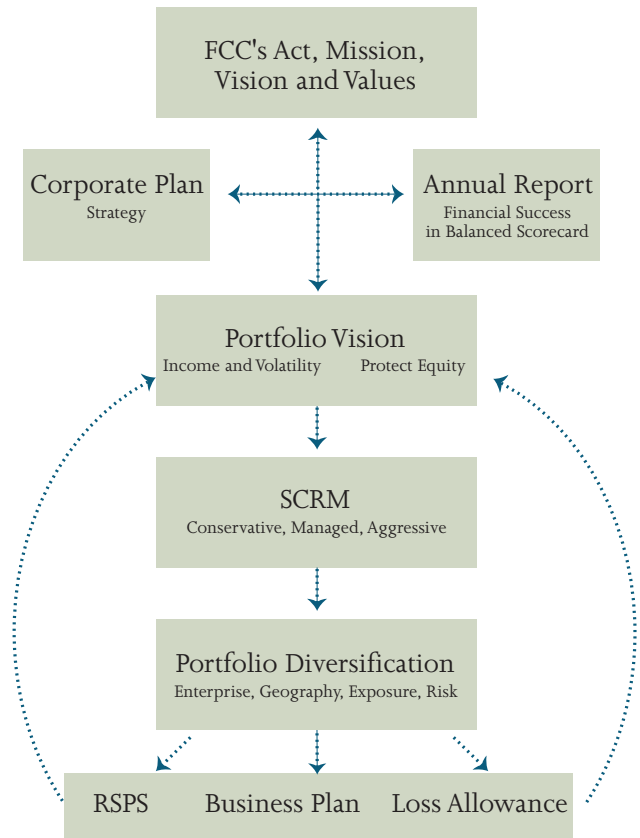 FCC's Act, Mission,
Vision and Values
Corporate Plan
Strategy
Annual Report
Financial Success
in Balanced Scorecard
Portfolio Vision
Income and Volatility Protect Equity
SCRM
Conservative, Managed, Aggressive
Portfolio Diversification
Enterprise, Geography, Exposure, Risk
RSPS Business Plan Loss Allowance